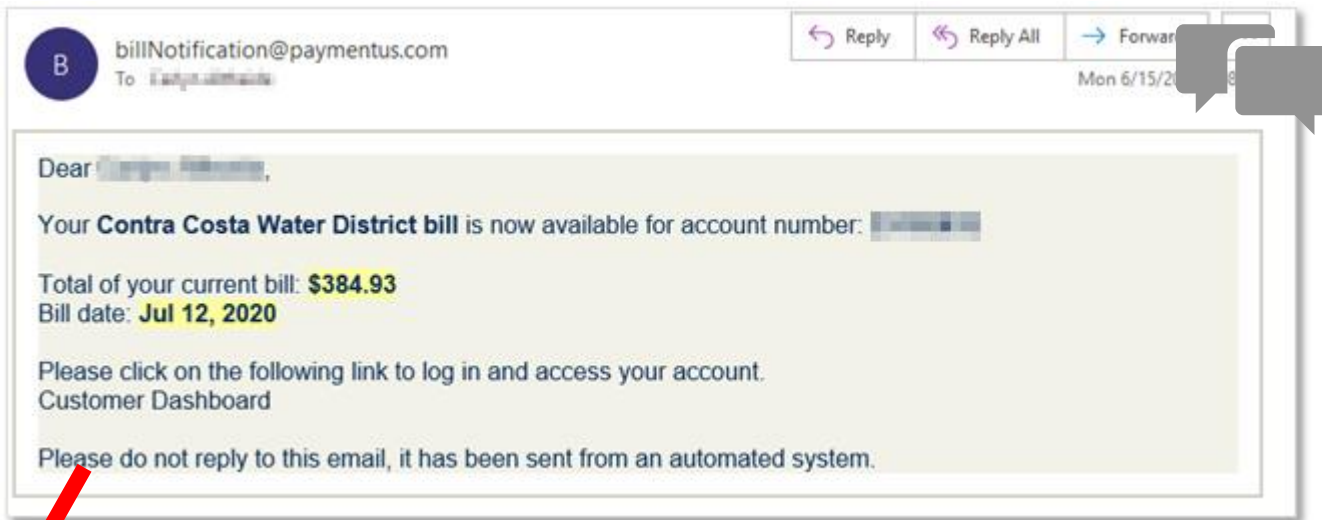 B
billNotification@paymentus.com
Reply
Reply All
Forwar
To
Mon 6/15/20
Dear
Your Contra Costa Water District bill is now available for account number:
Total of your current bill: $384.93
Bill date: Jul 12, 2020
Please click on the following link to log in and access your account.
Customer Dashboard
Please do not reply to this email, it has been sent from an automated system.